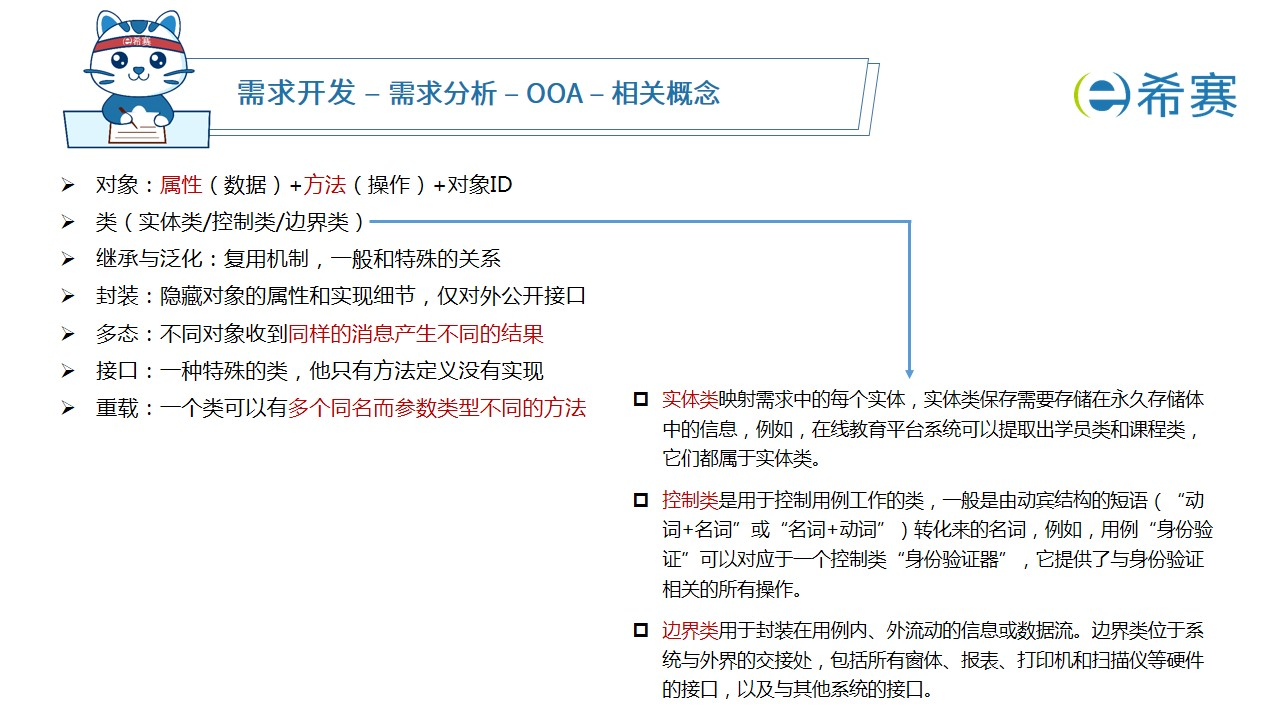 希赛
需求开发 – 需求分析 – OOA – 相关概念
希赛
对象：属性（数据）+方法（操作）+对象ID
类（实体类/控制类/边界类）
继承与泛化：复用机制，一般和特殊的关系
封装：隐藏对象的属性和实现细节，仅对外公开接口
多态：不同对象收到同样的消息产生不同的结果
接口：一种特殊的类，他只有方法定义没有实现
重载：一个类可以有多个同名而参数类型不同的方法
实体类映射需求中的每个实体，实体类保存需要存储在永久存储体
中的信息，例如，在线教育平台系统可以提取出学员类和课程类，
它们都属于实体类。
控制类是用于控制用例工作的类，一般是由动宾结构的短语（“动
词+名词”或“名词+动词”）转化来的名词，例如，用例“身份验
证”可以对应于一个控制类“身份验证器”，它提供了与身份验证
相关的所有操作。
边界类用于封装在用例内、外流动的信息或数据流。边界类位于系
统与外界的交接处，包括所有窗体、报表、打印机和扫描仪等硬件
的接口，以及与其他系统的接口。